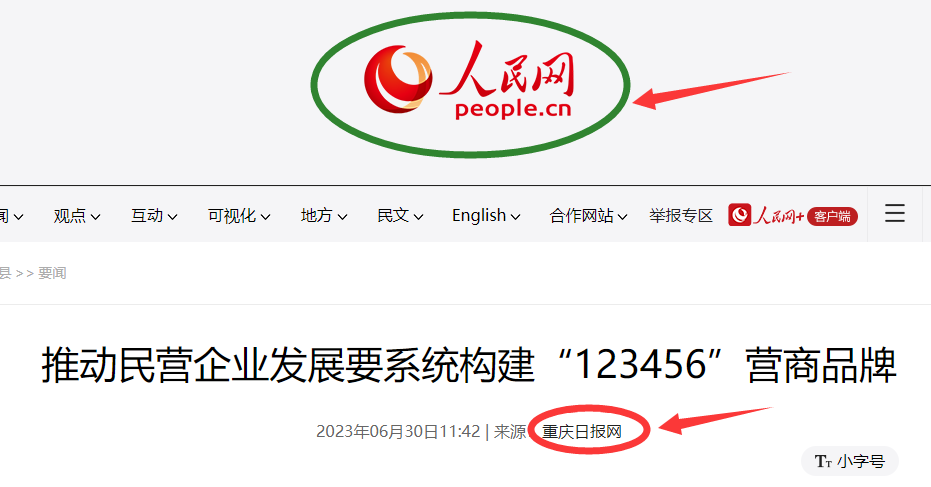 人民网
people.cn
闻 观点 互动 可视化 地方 民文 English 合作网站 举报专区 人民网+ 客户端
县 >> 要闻
推动民营企业发展要系统构建“123456”营商品牌
2023年06月30日11:42 | 来源 重庆日报网
TT 小字号